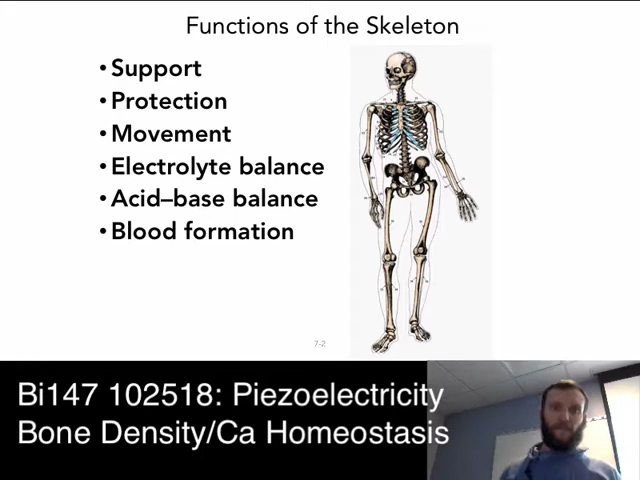 Functions of the Skeleton
• Support
• Protection
• Movement
• Electrolyte balance
• Acid–base balance
• Blood formation
7-2
Bi147 102518: Piezoelectricity
Bone Density/Ca Homeostasis